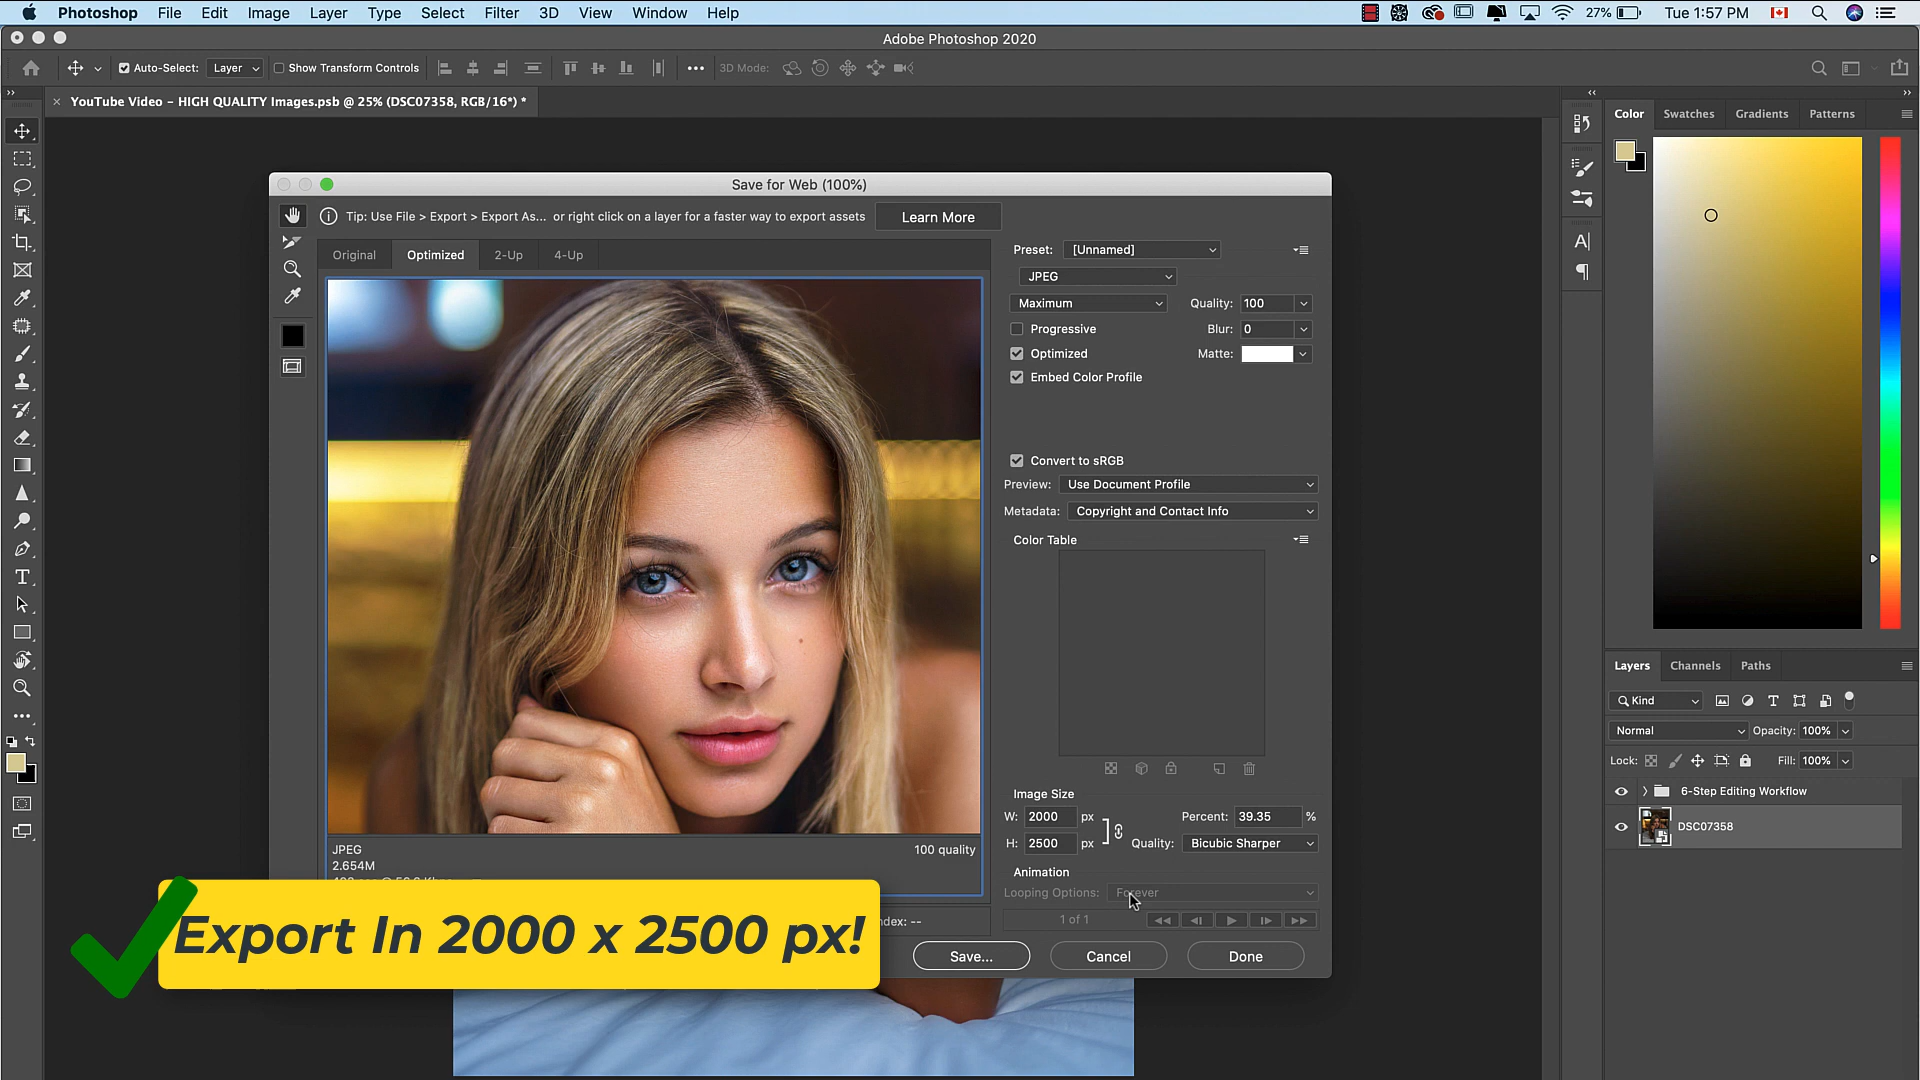 Photoshop File Edit Image Layer Type Select Filter 3D View Window Help
27% Tue 1:57 PM
Adobe Photoshop 2020
Auto-Select: Layer Show Transform Controls ••• 3D Mode:
× YouTube Video – HIGH QUALITY Images.psb @ 25% (DSC07358, RGB/16*) *
Color Swatches Gradients Patterns
Save for Web (100%)
Tip: Use File > Export > Export As... or right click on a layer for a faster way to export assets
Learn More
Original Optimized 2-Up 4-Up
Preset: [Unnamed]
JPEG
Maximum Quality: 100
Progressive Blur: 0
Optimized Matte:
Embed Color Profile
Convert to sRGB
Preview: Use Document Profile
Metadata: Copyright and Contact Info
Color Table
Image Size
W: 2000 px Percent: 39.35 %
H: 2500 px Quality: Bicubic Sharper
Animation
Looping Options: Forever
1 of 1
JPEG 100 quality
2.654M
Index: --
Save... Cancel Done
Export In 2000 x 2500 px!
Layers Channels Paths
Kind
Normal Opacity: 100%
Lock: Fill: 100%
6-Step Editing Workflow
DSC07358